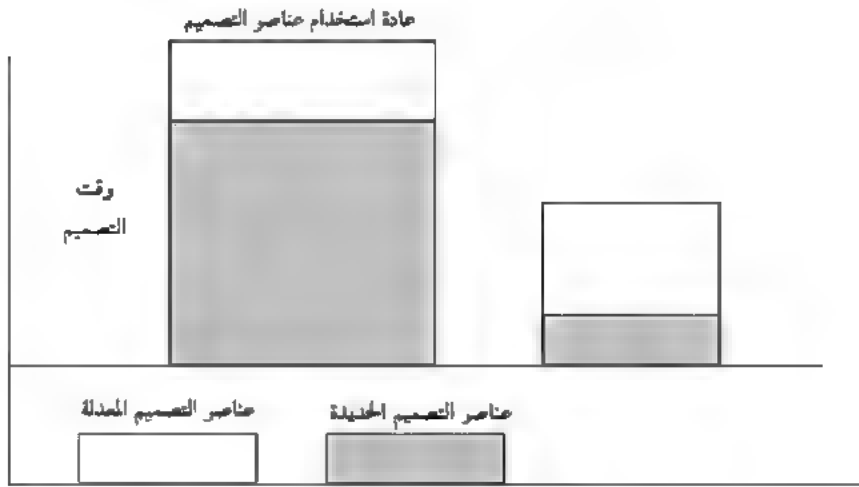 عادة استخدام عناصر التصميم
وقت
التصميم
عناصر التصميم المعدلة
عناصر التصميم الجديدة